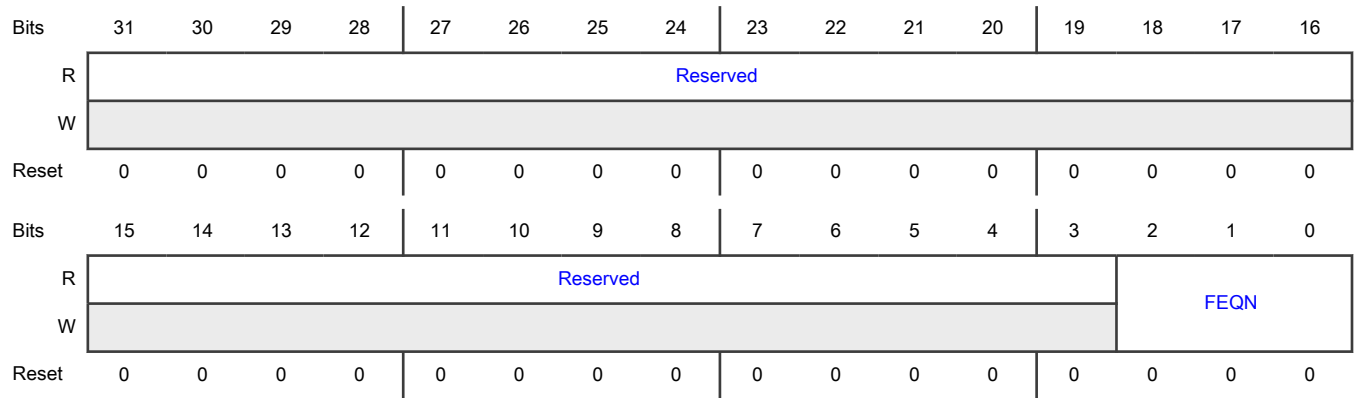 Bits 31 30 29 28 27 26 25 24 23 22 21 20 19 18 17 16
R Reserved
W
Reset 0 0 0 0 0 0 0 0 0 0 0 0 0 0 0 0
Bits 15 14 13 12 11 10 9 8 7 6 5 4 3 2 1 0
R Reserved FEQN
W
Reset 0 0 0 0 0 0 0 0 0 0 0 0 0 0 0 0